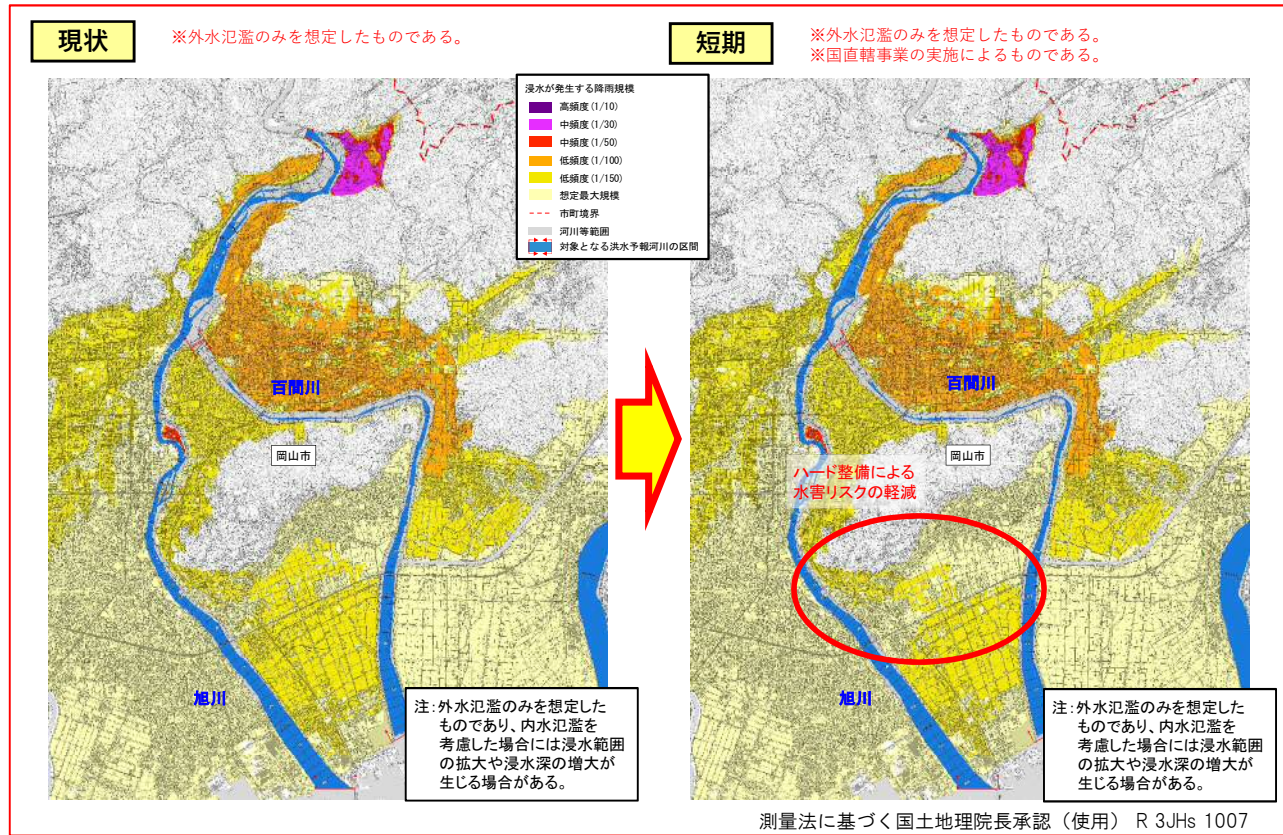 現状
※外水氾濫のみを想定したものである。
短期
※外水氾濫のみを想定したものである。
※国直轄事業の実施によるものである。
浸水が発生する降雨規模
高頻度(1/10)
中頻度(1/30)
中頻度(1/50)
低頻度(1/100)
低頻度(1/150)
想定最大規模
市町境界
河川等範囲
対象となる洪水予報河川の区間
百間川
岡山市
旭川
注:外水氾濫のみを想定した
ものであり、内水氾濫を
考慮した場合には浸水範囲
の拡大や浸水深の増大が
生じる場合がある。
百間川
岡山市
ハード整備による
水害リスクの軽減
旭川
注:外水氾濫のみを想定した
ものであり、内水氾濫を
考慮した場合には浸水範囲
の拡大や浸水深の増大が
生じる場合がある。
測量法に基づく国土地理院長承認(使用) R 3JHs 1007